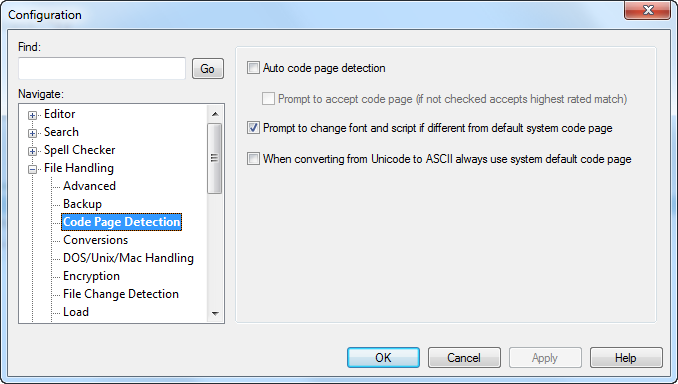 Configuration
Find:
Go
Navigate:
Editor
Search
Spell Checker
File Handling
Advanced
Backup
Code Page Detection
Conversions
DOS/Unix/Mac Handling
Encryption
File Change Detection
Load
Auto code page detection
Prompt to accept code page (if not checked accepts highest rated match)
Prompt to change font and script if different from default system code page
When converting from Unicode to ASCII always use system default code page
OK
Cancel
Apply
Help